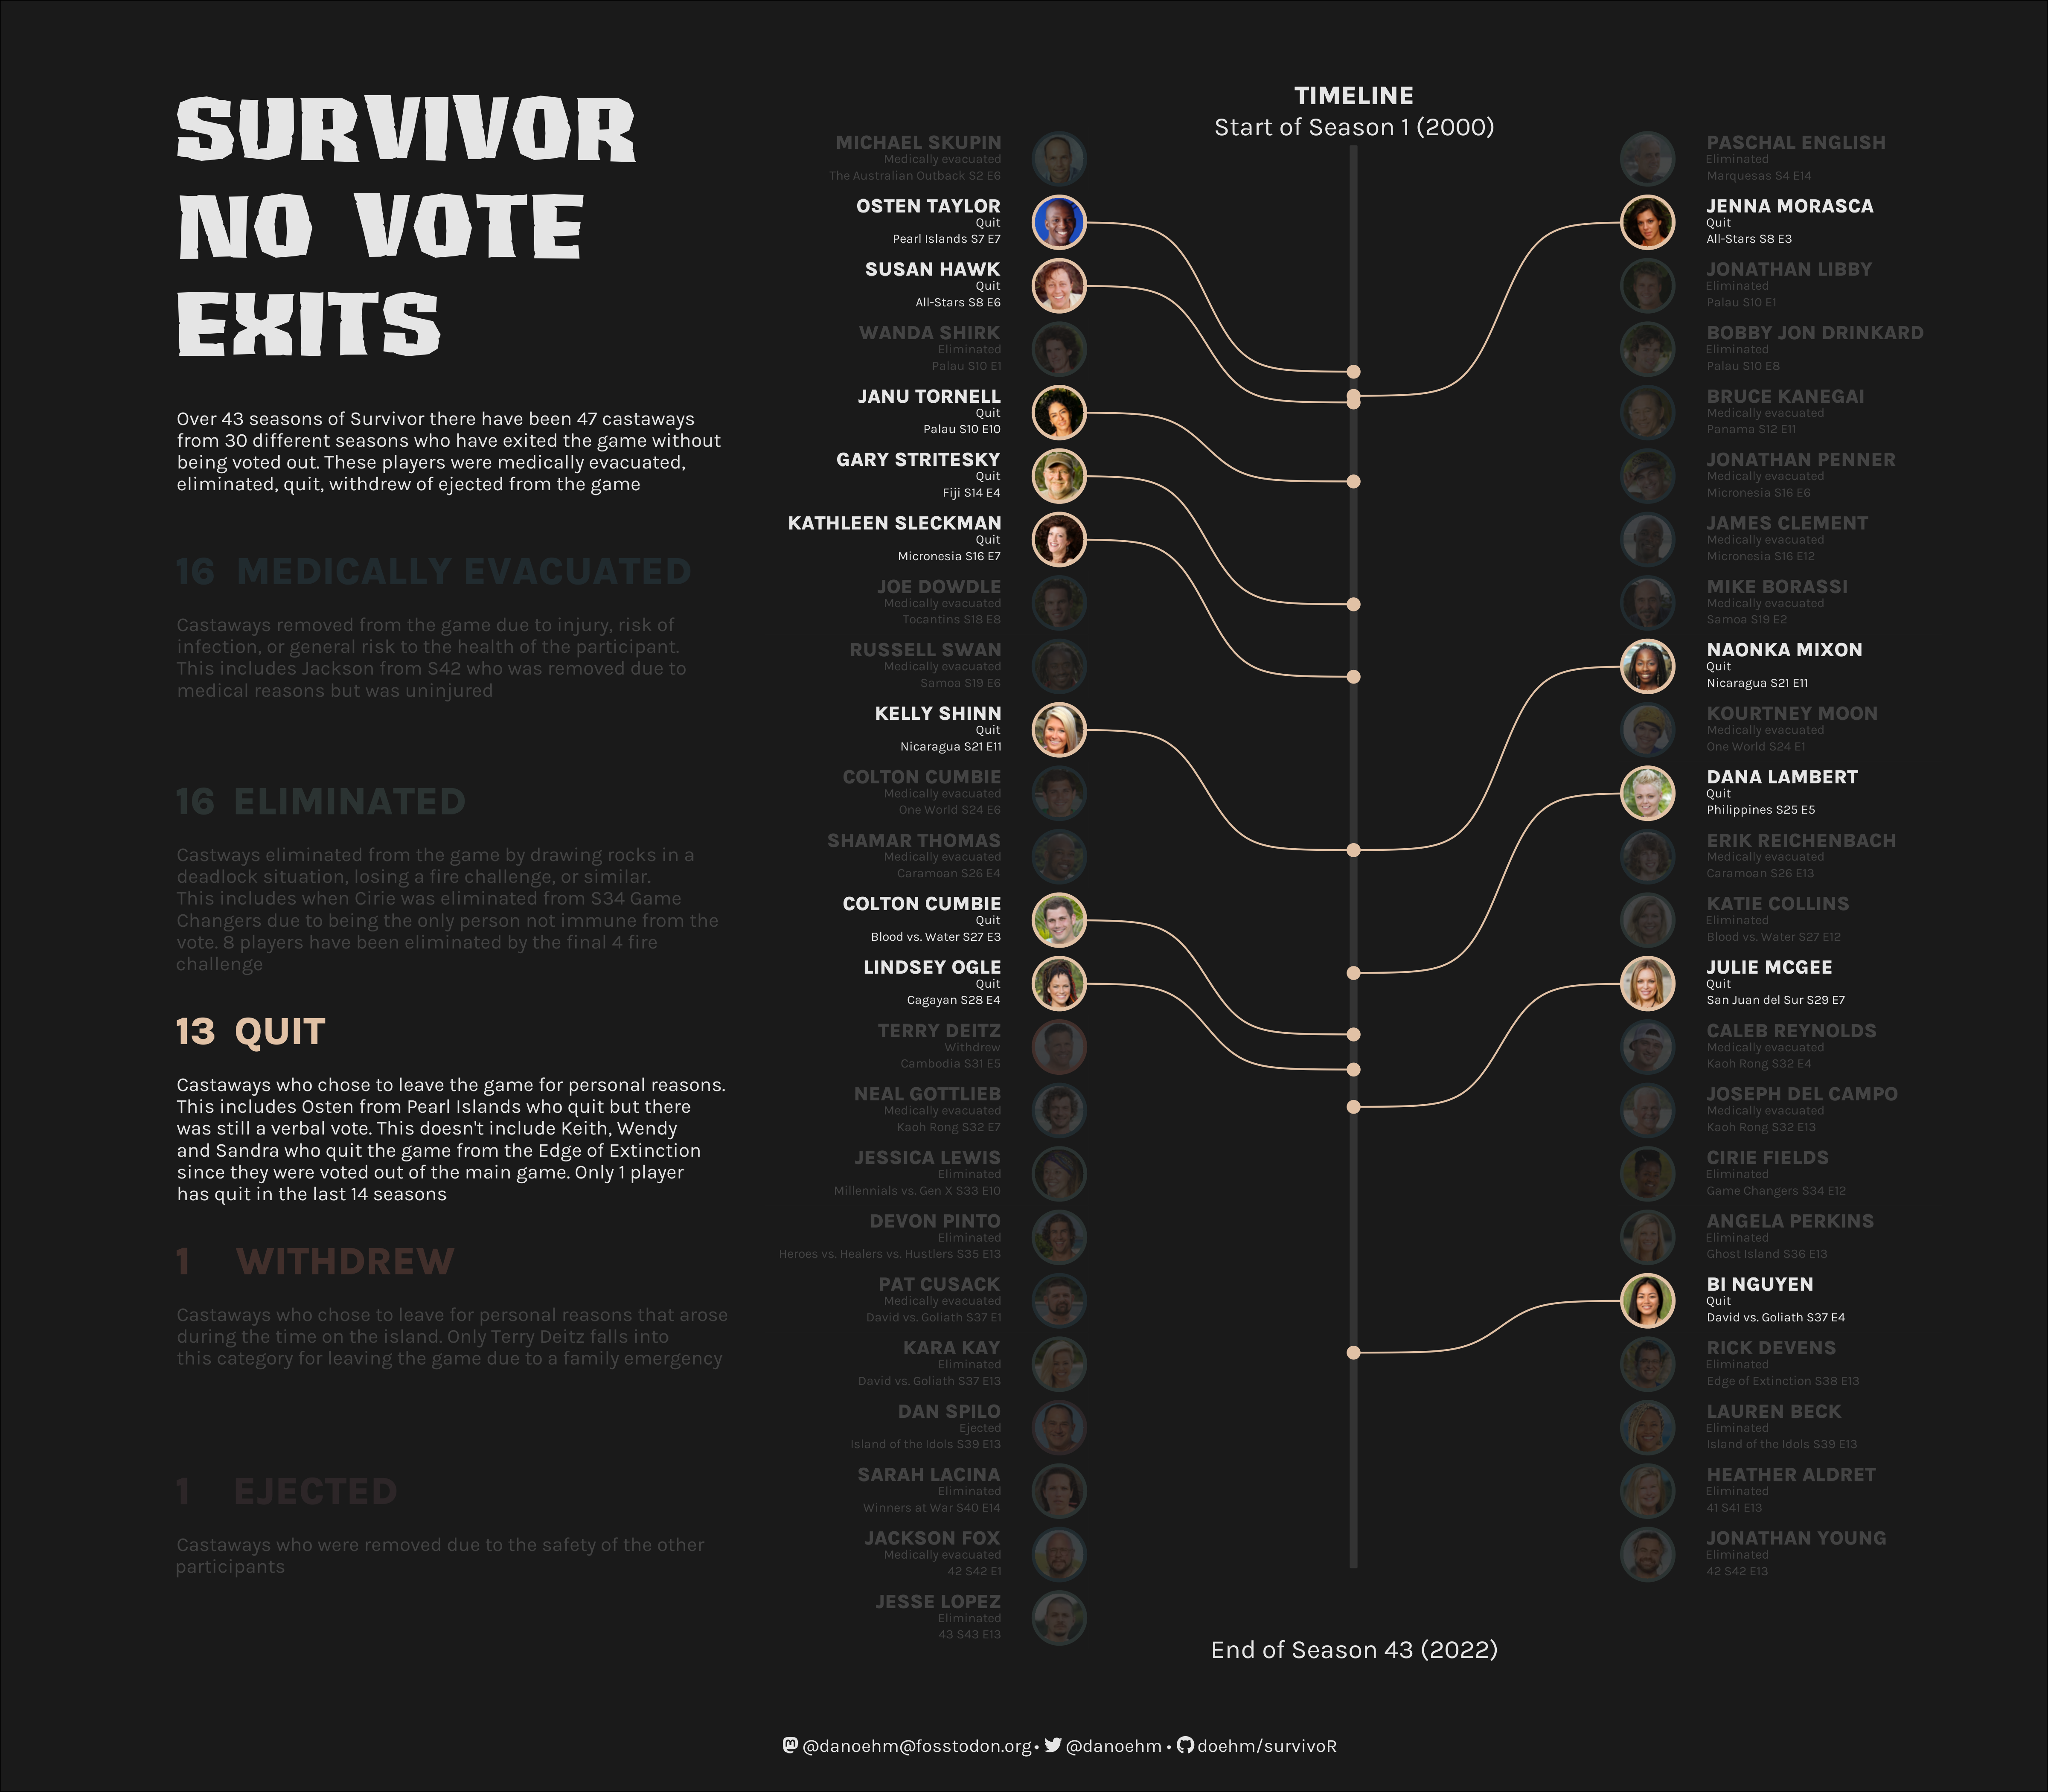 SURVIVOR
NO VOTE
EXITS
Over 43 seasons of Survivor there have been 47 castaways
from 30 different seasons who have exited the game without
being voted out. These players were medically evacuated,
eliminated, quit, withdrew of ejected from the game
16 MEDICALLY EVACUATED
Castaways removed from the game due to injury, risk of
infection, or general risk to the health of the participant.
This includes Jackson from S42 who was removed due to
medical reasons but was uninjured
16 ELIMINATED
Castways eliminated from the game by drawing rocks in a
deadlock situation, losing a fire challenge, or similar.
This includes when Cirie was eliminated from S34 Game
Changers due to being the only person not immune from the
vote. 8 players have been eliminated by the final 4 fire
challenge
13 QUIT
Castaways who chose to leave the game for personal reasons.
This includes Osten from Pearl Islands who quit but there
was still a verbal vote. This doesn't include Keith, Wendy
and Sandra who quit the game from the Edge of Extinction
since they were voted out of the main game. Only 1 player
has quit in the last 14 seasons
1 WITHDREW
Castaways who chose to leave for personal reasons that arose
during the time on the island. Only Terry Deitz falls into
this category for leaving the game due to a family emergency
1 EJECTED
Castaways who were removed due to the safety of the other
participants
TIMELINE
Start of Season 1 (2000)
MICHAEL SKUPIN
Medically evacuated
The Australian Outback S2 E6
OSTEN TAYLOR
Quit
Pearl Islands S7 E7
SUSAN HAWK
Quit
All-Stars S8 E6
WANDA SHIRK
Eliminated
Palau S10 E1
JANU TORNELL
Quit
Palau S10 E10
GARY STRITESKY
Quit
Fiji S14 E4
KATHLEEN SLECKMAN
Quit
Micronesia S16 E7
JOE DOWDLE
Medically evacuated
Tocantins S18 E8
RUSSELL SWAN
Medically evacuated
Samoa S19 E6
KELLY SHINN
Quit
Nicaragua S21 E11
COLTON CUMBIE
Medically evacuated
One World S24 E6
SHAMAR THOMAS
Medically evacuated
Caramoan S26 E4
COLTON CUMBIE
Quit
Blood vs. Water S27 E3
LINDSEY OGLE
Quit
Cagayan S28 E4
TERRY DEITZ
Withdrew
Cambodia S31 E5
NEAL GOTTLIEB
Medically evacuated
Kaoh Rong S32 E7
JESSICA LEWIS
Eliminated
Millennials vs. Gen X S33 E10
DEVON PINTO
Eliminated
Heroes vs. Healers vs. Hustlers S35 E13
PAT CUSACK
Medically evacuated
David vs. Goliath S37 E1
KARA KAY
Eliminated
David vs. Goliath S37 E13
DAN SPILO
Ejected
Island of the Idols S39 E13
SARAH LACINA
Eliminated
Winners at War S40 E14
JACKSON FOX
Medically evacuated
42 S42 E1
JESSE LOPEZ
Eliminated
43 S43 E13
PASCHAL ENGLISH
Eliminated
Marquesas S4 E14
JENNA MORASCA
Quit
All-Stars S8 E3
JONATHAN LIBBY
Eliminated
Palau S10 E1
BOBBY JON DRINKARD
Eliminated
Palau S10 E8
BRUCE KANEGAI
Medically evacuated
Panama S12 E11
JONATHAN PENNER
Medically evacuated
Micronesia S16 E6
JAMES CLEMENT
Medically evacuated
Micronesia S16 E12
MIKE BORASSI
Medically evacuated
Samoa S19 E2
NAONKA MIXON
Quit
Nicaragua S21 E11
KOURTNEY MOON
Medically evacuated
One World S24 E1
DANA LAMBERT
Quit
Philippines S25 E5
ERIK REICHENBACH
Medically evacuated
Caramoan S26 E13
KATIE COLLINS
Eliminated
Blood vs. Water S27 E12
JULIE MCGEE
Quit
San Juan del Sur S29 E7
CALEB REYNOLDS
Medically evacuated
Kaoh Rong S32 E4
JOSEPH DEL CAMPO
Medically evacuated
Kaoh Rong S32 E13
CIRIE FIELDS
Eliminated
Game Changers S34 E12
ANGELA PERKINS
Eliminated
Ghost Island S36 E13
BI NGUYEN
Quit
David vs. Goliath S37 E4
RICK DEVENS
Eliminated
Edge of Extinction S38 E13
LAUREN BECK
Eliminated
Island of the Idols S39 E13
HEATHER ALDRET
Eliminated
41 S41 E13
JONATHAN YOUNG
Eliminated
42 S42 E13
End of Season 43 (2022)
@danoehm@fosstodon.org • @danoehm • doehm/survivoR